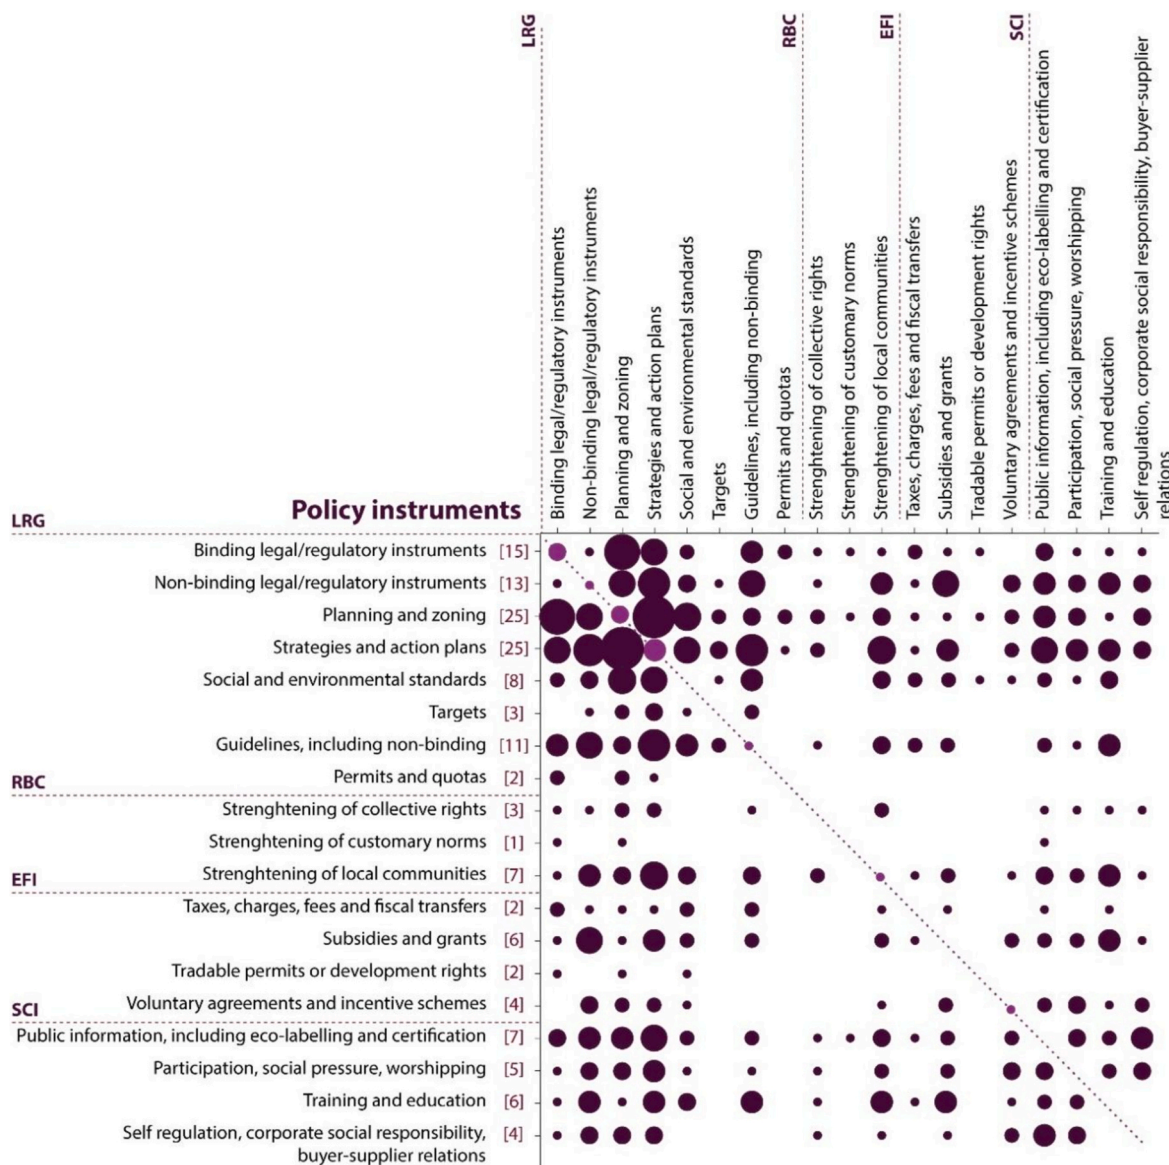 LRG
RBC
EFI
SCI
Binding legal/regulatory instruments
Non-binding legal/regulatory instruments
Planning and zoning
Strategies and action plans
Social and environmental standards
Targets
Guidelines, including non-binding
Permits and quotas
Strenghtening of collective rights
Strenghtening of customary norms
Strenghtening of local communities
Taxes, charges, fees and fiscal transfers
Subsidies and grants
Tradable permits or development rights
Voluntary agreements and incentive schemes
Public information, including eco-labelling and certification
Participation, social pressure, worshipping
Training and education
Self regulation, corporate social responsibility, buyer-supplier
relations
Policy instruments
LRG
Binding legal/regulatory instruments [15]
Non-binding legal/regulatory instruments [13]
Planning and zoning [25]
Strategies and action plans [25]
Social and environmental standards [8]
Targets [3]
Guidelines, including non-binding [11]
Permits and quotas [2]
RBC
Strenghtening of collective rights [3]
Strenghtening of customary norms [1]
Strenghtening of local communities [7]
EFI
Taxes, charges, fees and fiscal transfers [2]
Subsidies and grants [6]
Tradable permits or development rights [2]
Voluntary agreements and incentive schemes [4]
SCI
Public information, including eco-labelling and certification [7]
Participation, social pressure, worshipping [5]
Training and education [6]
Self regulation, corporate social responsibility, [4]
buyer-supplier relations